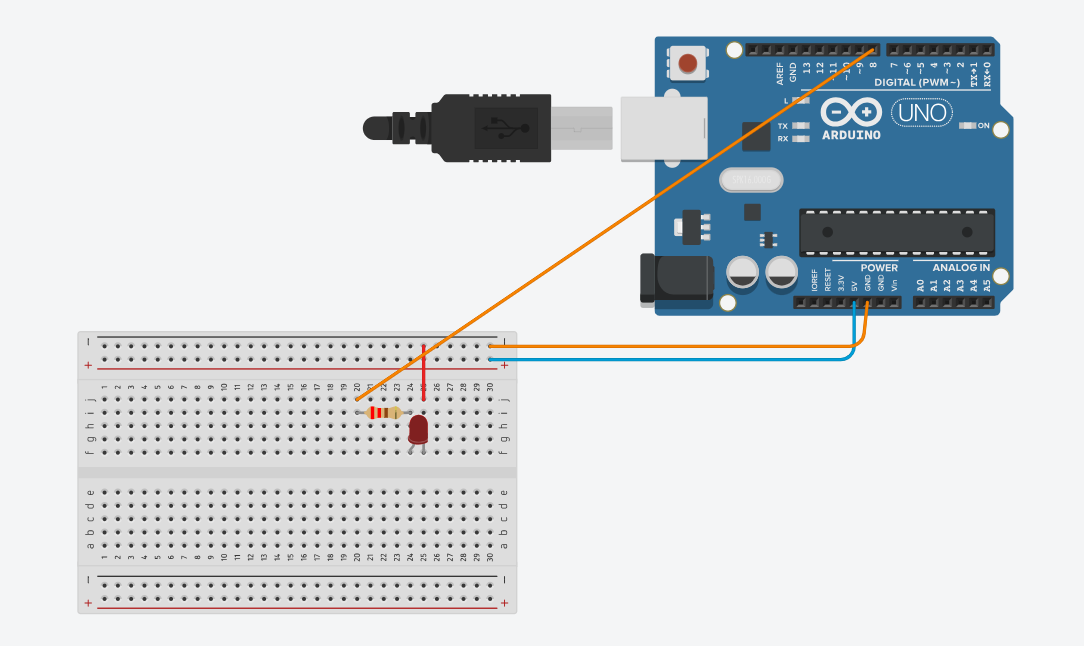 AREF GND 13 12 ~11 ~10 ~9 8 7 ~6 ~5 4 ~3 2 TX→1 RX←0
DIGITAL (PWM ~)
L
TX
RX
UNO
ARDUINO
ON
POWER ANALOG IN
IOREF RESET 3.3V 5V GND GND Vin A0 A1 A2 A3 A4 A5
− −
+ +
1 2 3 4 5 6 7 8 9 10 11 12 13 14 15 16 17 18 19 20 21 22 23 24 25 26 27 28 29 30
j j
i i
h h
g g
f f
e e
d d
c c
b b
a a
1 2 3 4 5 6 7 8 9 10 11 12 13 14 15 16 17 18 19 20 21 22 23 24 25 26 27 28 29 30
− −
+ +